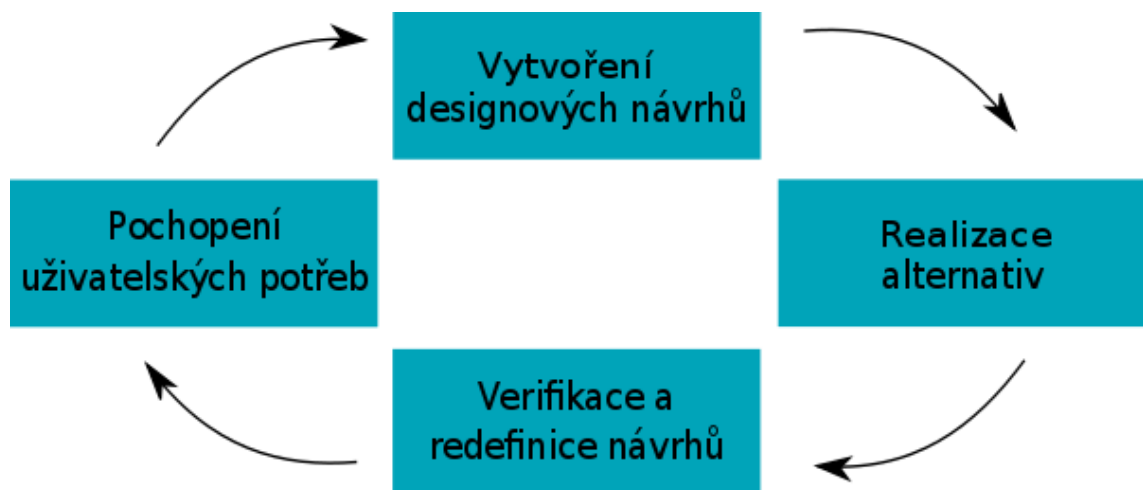 Vytvoření
designových návrhů
Pochopení
uživatelských potřeb
Realizace
alternativ
Verifikace a
redefinice návrhů